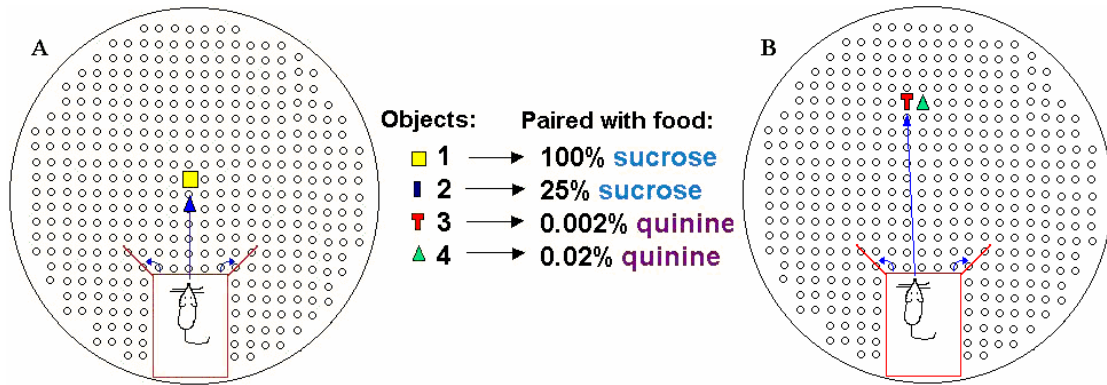 A
B
Objects: Paired with food:
1 100% sucrose
2 25% sucrose
3 0.002% quinine
4 0.02% quinine